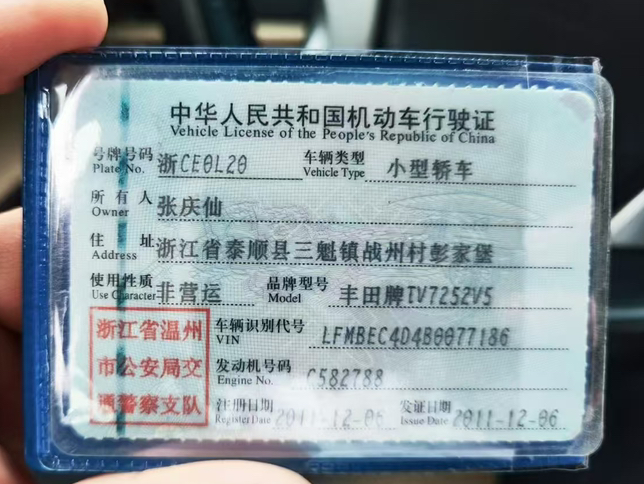 中华人民共和国机动车行驶证
Vehicle License of the People's Republic of China
号牌号码 浙CE0L20 车辆类型 小型轿车
Plate No. Vehicle Type
所有人 张庆仙
Owner
住址 浙江省泰顺县三魁镇战州村彭家堡
Address
使用性质 非营运 品牌型号 丰田牌TV7252V5
Use Character Model
浙江省温州 车辆识别代号 LFMBEC4D4B0077186
VIN
市公安局交 发动机号码 C582788
Engine No.
通警察支队 注册日期 2011-12-06 发证日期 2011-12-06
Register Date Issue Date